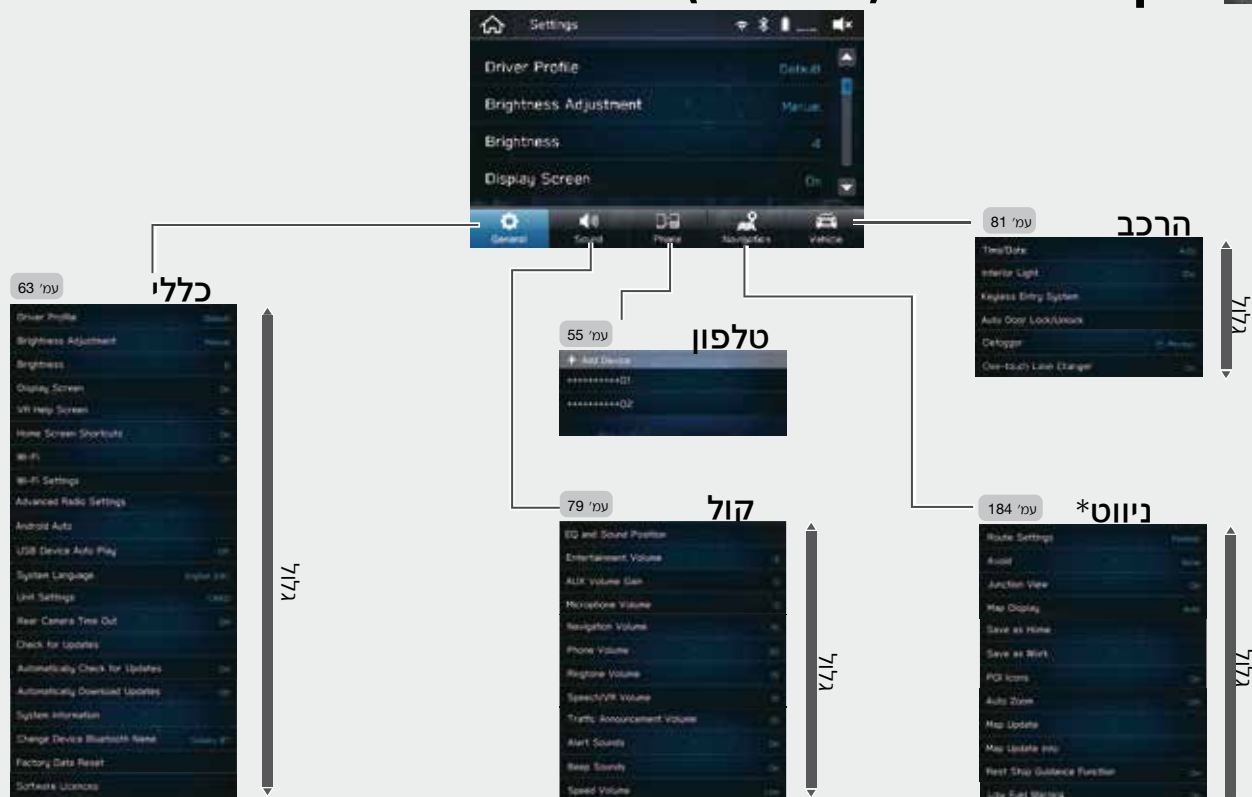 Settings
Driver Profile Default
Brightness Adjustment Manual
Brightness 4
Display Screen On
General Sound Phone Navigation Vehicle
עמ' 81
הרכב
Time/Date
Interior Light On
Keyless Entry System
Auto Door Lock/Unlock
Defogger
One-touch Lane Changer On
גלול
עמ' 63
כללי
Driver Profile
Brightness Adjustment
Brightness
Display Screen On
VR Help Screen On
Home Screen Shortcuts On
Wi-Fi On
Wi-Fi Settings
Advanced Radio Settings
Android Auto
USB Device Auto Play
System Language
Unit Settings
Rear Camera Time Out On
Check for Updates
Automatically Check for Updates On
Automatically Download Updates
System Information
Change Device Bluetooth Name
Factory Data Reset
Software Licences
גלול
עמ' 55
טלפון
+ Add Device
**********01
**********02
עמ' 79
קול
EQ and Sound Position
Entertainment Volume
AUX Volume Gain
Microphone Volume
Navigation Volume
Phone Volume
Ringtone Volume
Speech/VR Volume
Traffic Announcement Volume
Alert Sounds On
Beep Sounds
Speed Volume
גלול
עמ' 184
ניווט*
Route Settings
Avoid
Junction View On
Map Display Auto
Save as Home
Save as Work
POI Icons On
Auto Zoom
Map Update
Map Update Info
Rest Stop Guidance Function On
Low Fuel Warning On
גלול